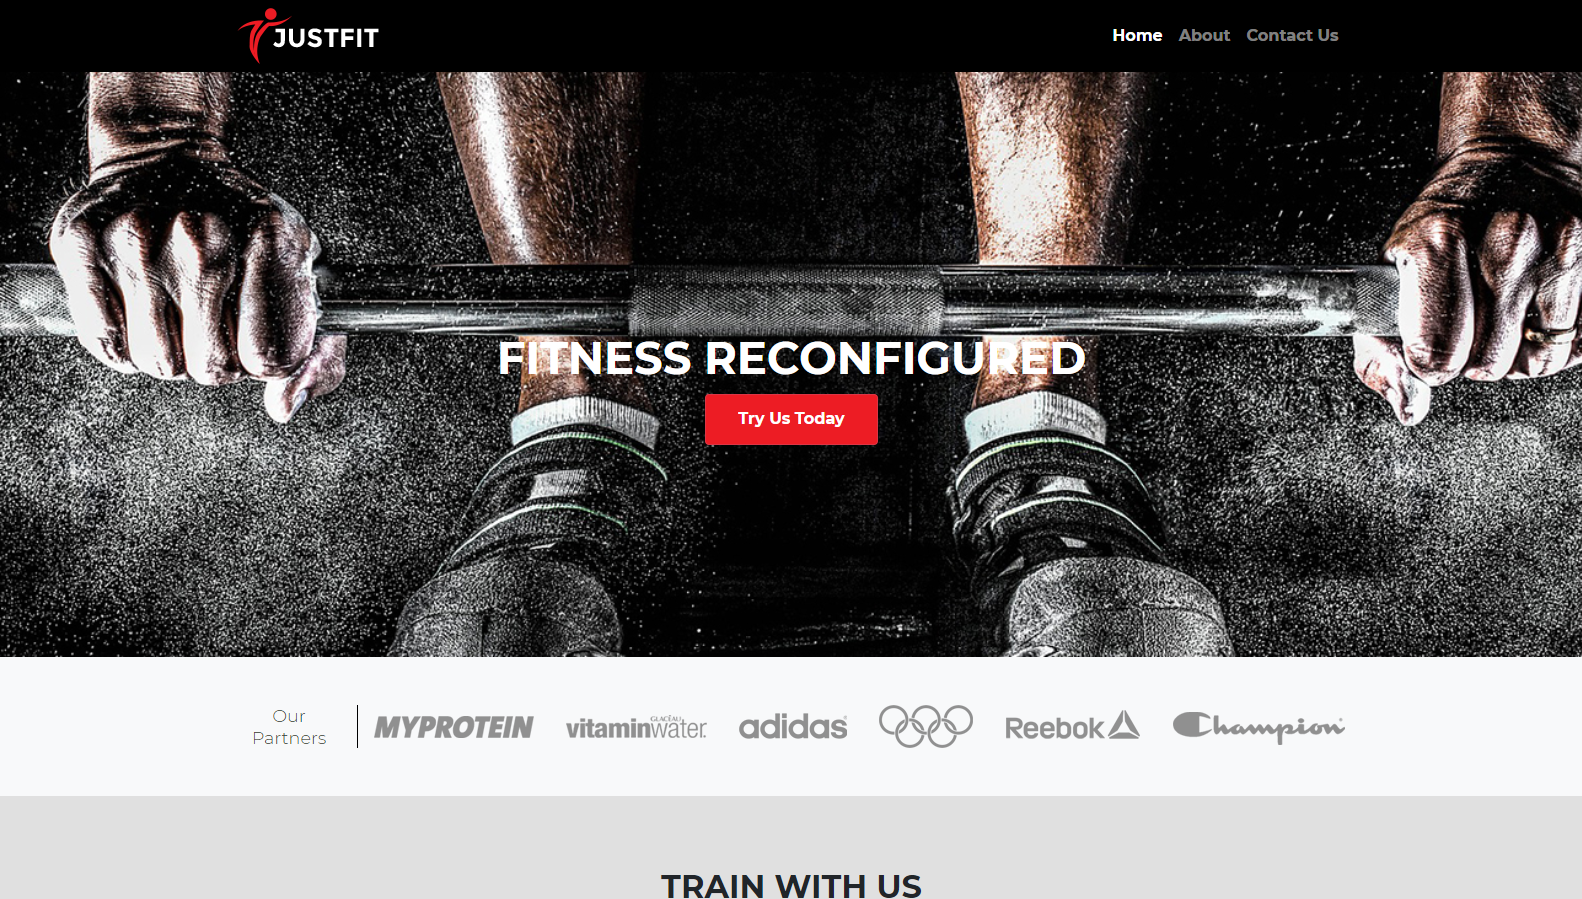 JUSTFIT
Home About Contact Us
FITNESS RECONFIGURED
Try Us Today
Our
Partners
MYPROTEIN
GLACÉAU
vitaminwater
adidas
Reebok
Champion
TRAIN WITH US